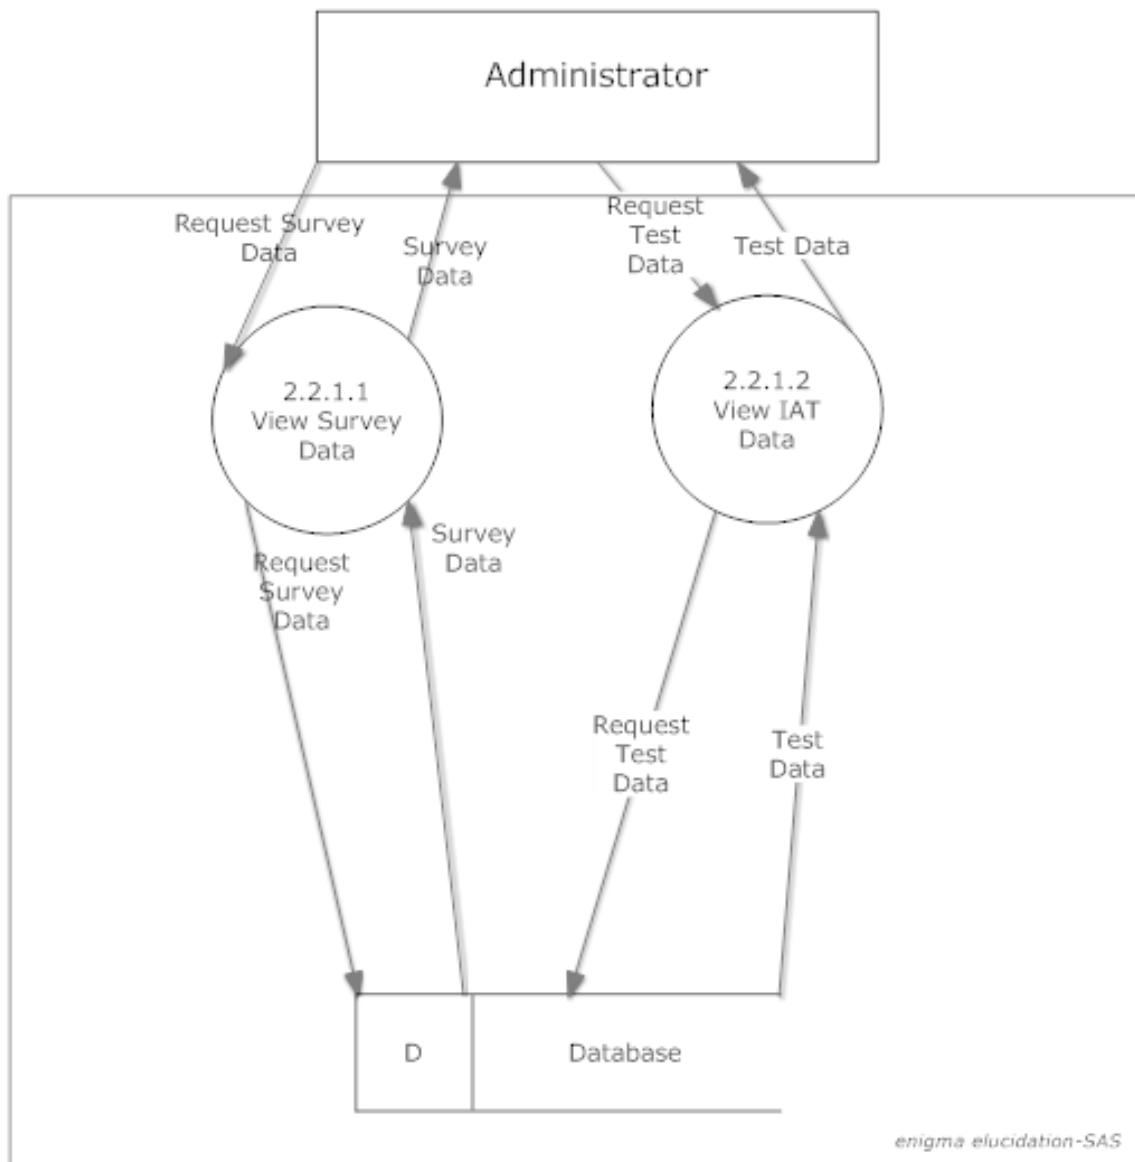 Administrator
Request Survey
Data
Survey
Data
Request
Test
Data
Test Data
2.2.1.1
View Survey
Data
2.2.1.2
View IAT
Data
Request
Survey
Data
Survey
Data
Request
Test
Data
Test
Data
D
Database
enigma elucidation-SAS